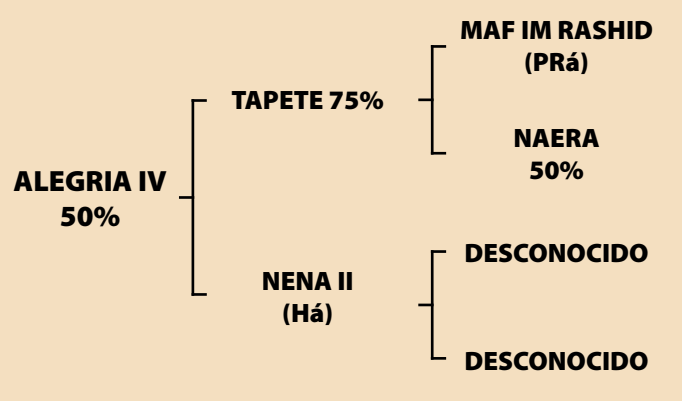 MAF IM RASHID
(PRá)
TAPETE 75%
NAERA
50%
ALEGRIA IV
50%
DESCONOCIDO
NENA II
(Há)
DESCONOCIDO